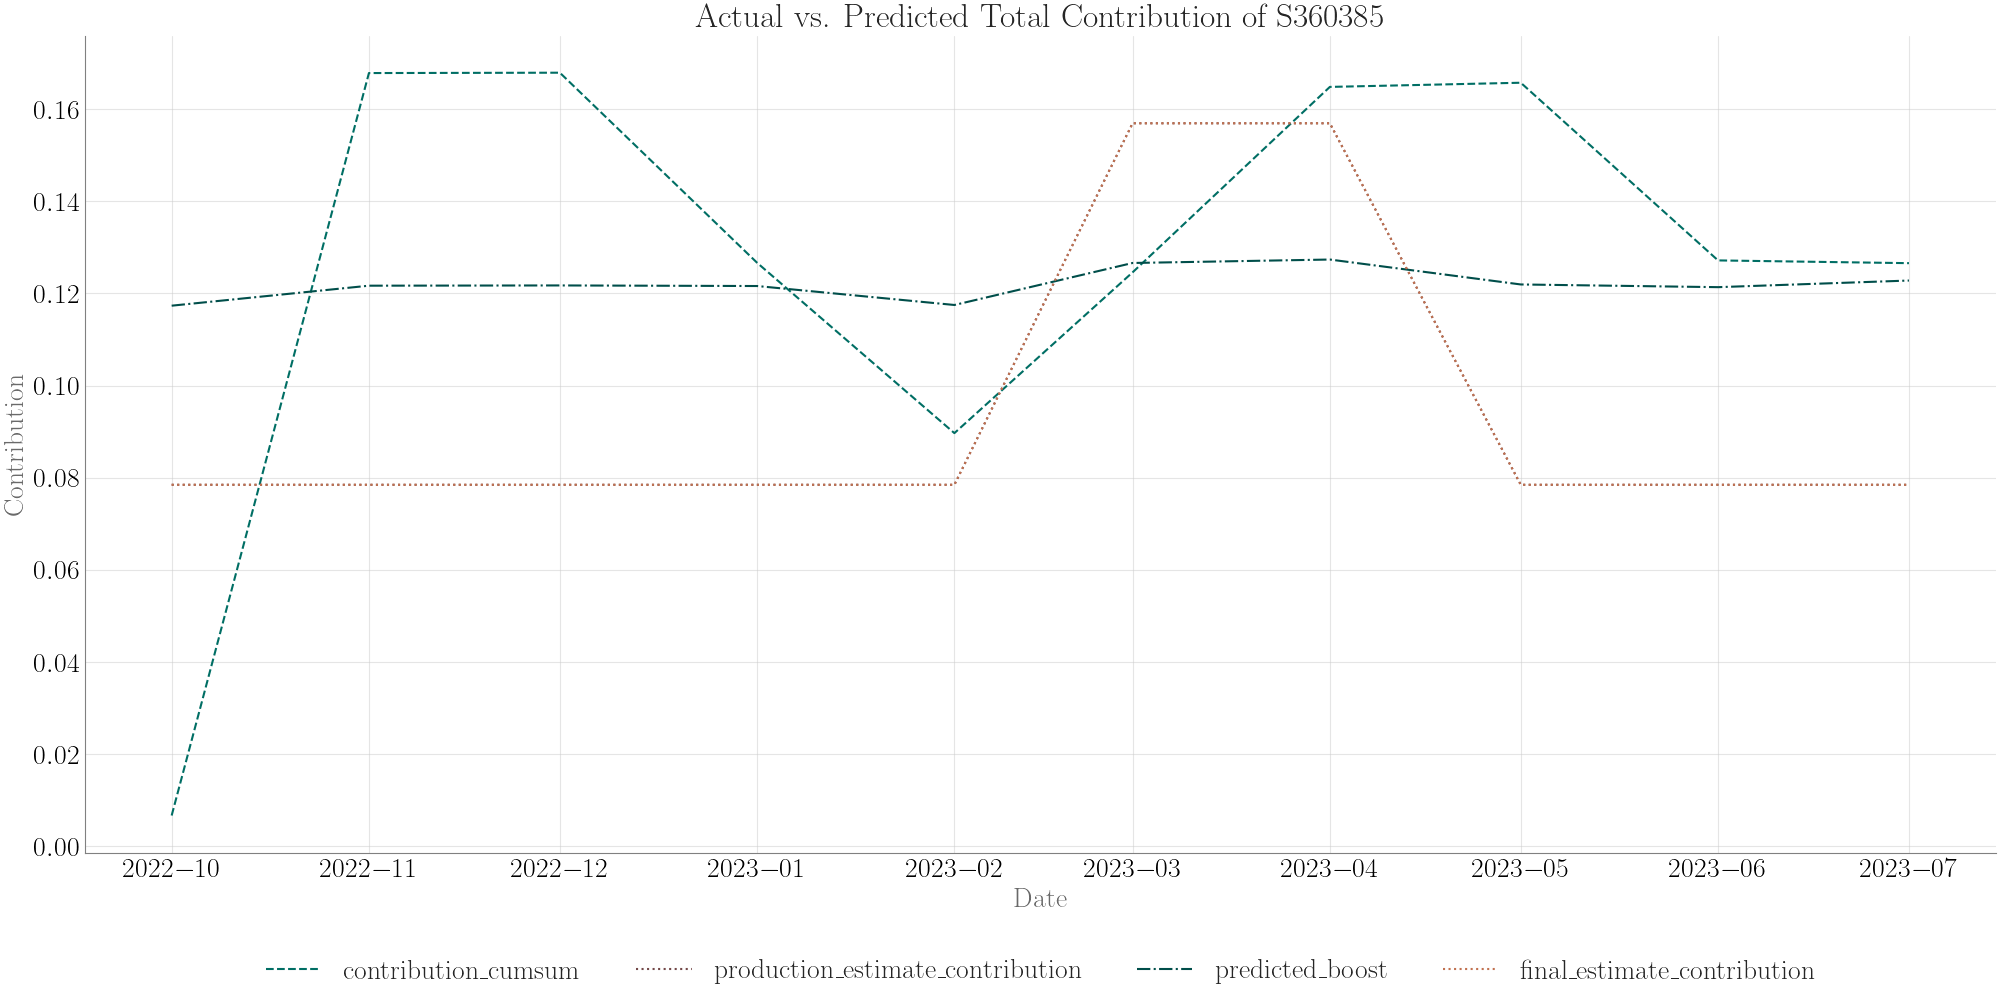 Actual vs. Predicted Total Contribution of S360385
0.16
0.14
0.12
0.10
0.08
0.06
0.04
0.02
0.00
Contribution
2022−10 2022−11 2022−12 2023−01 2023−02 2023−03 2023−04 2023−05 2023−06 2023−07
Date
contribution_cumsum production_estimate_contribution predicted_boost final_estimate_contribution